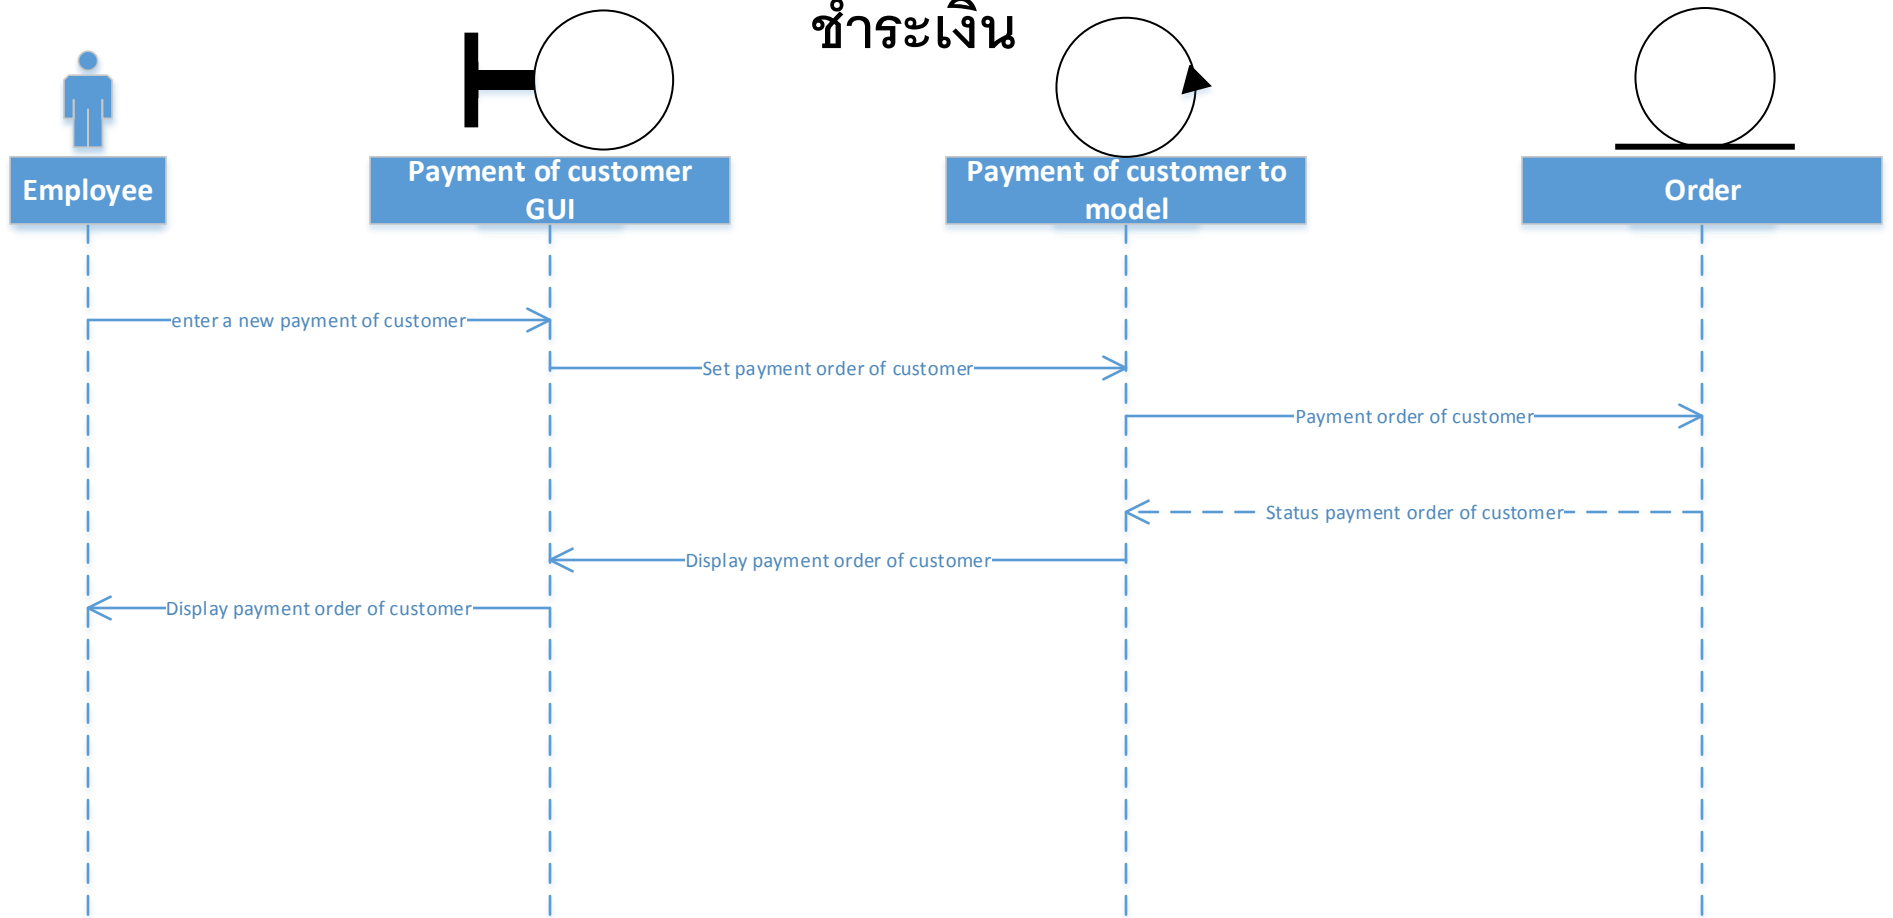 ชำระเงิน
Employee
Payment of customer
GUI
Payment of customer to
model
Order
enter a new payment of customer
Set payment order of customer
Payment order of customer
Status payment order of customer
Display payment order of customer
Display payment order of customer